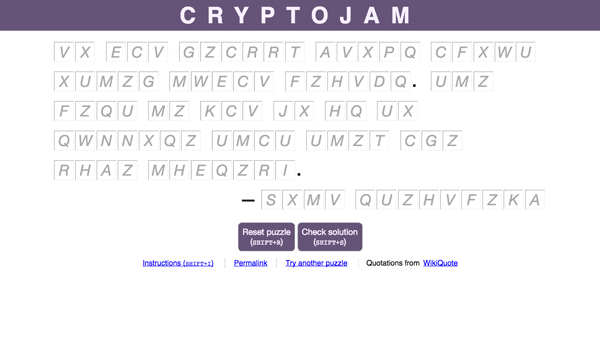 CRYPTOJAM
VX ECV GZCRRT AVXPQ CFXWU
XUMZG MWECV FZHVDQ. UMZ
FZQU MZ KCV JX HQ UX
QWNNXQZ UMCU UMZT CGZ
RHAZ MHEQZRI.
— SXMV QUZHVFZKA
Reset puzzle Check solution
(SHIFT+R) (SHIFT+S)
Instructions (SHIFT+I) Permalink Try another puzzle Quotations from WikiQuote